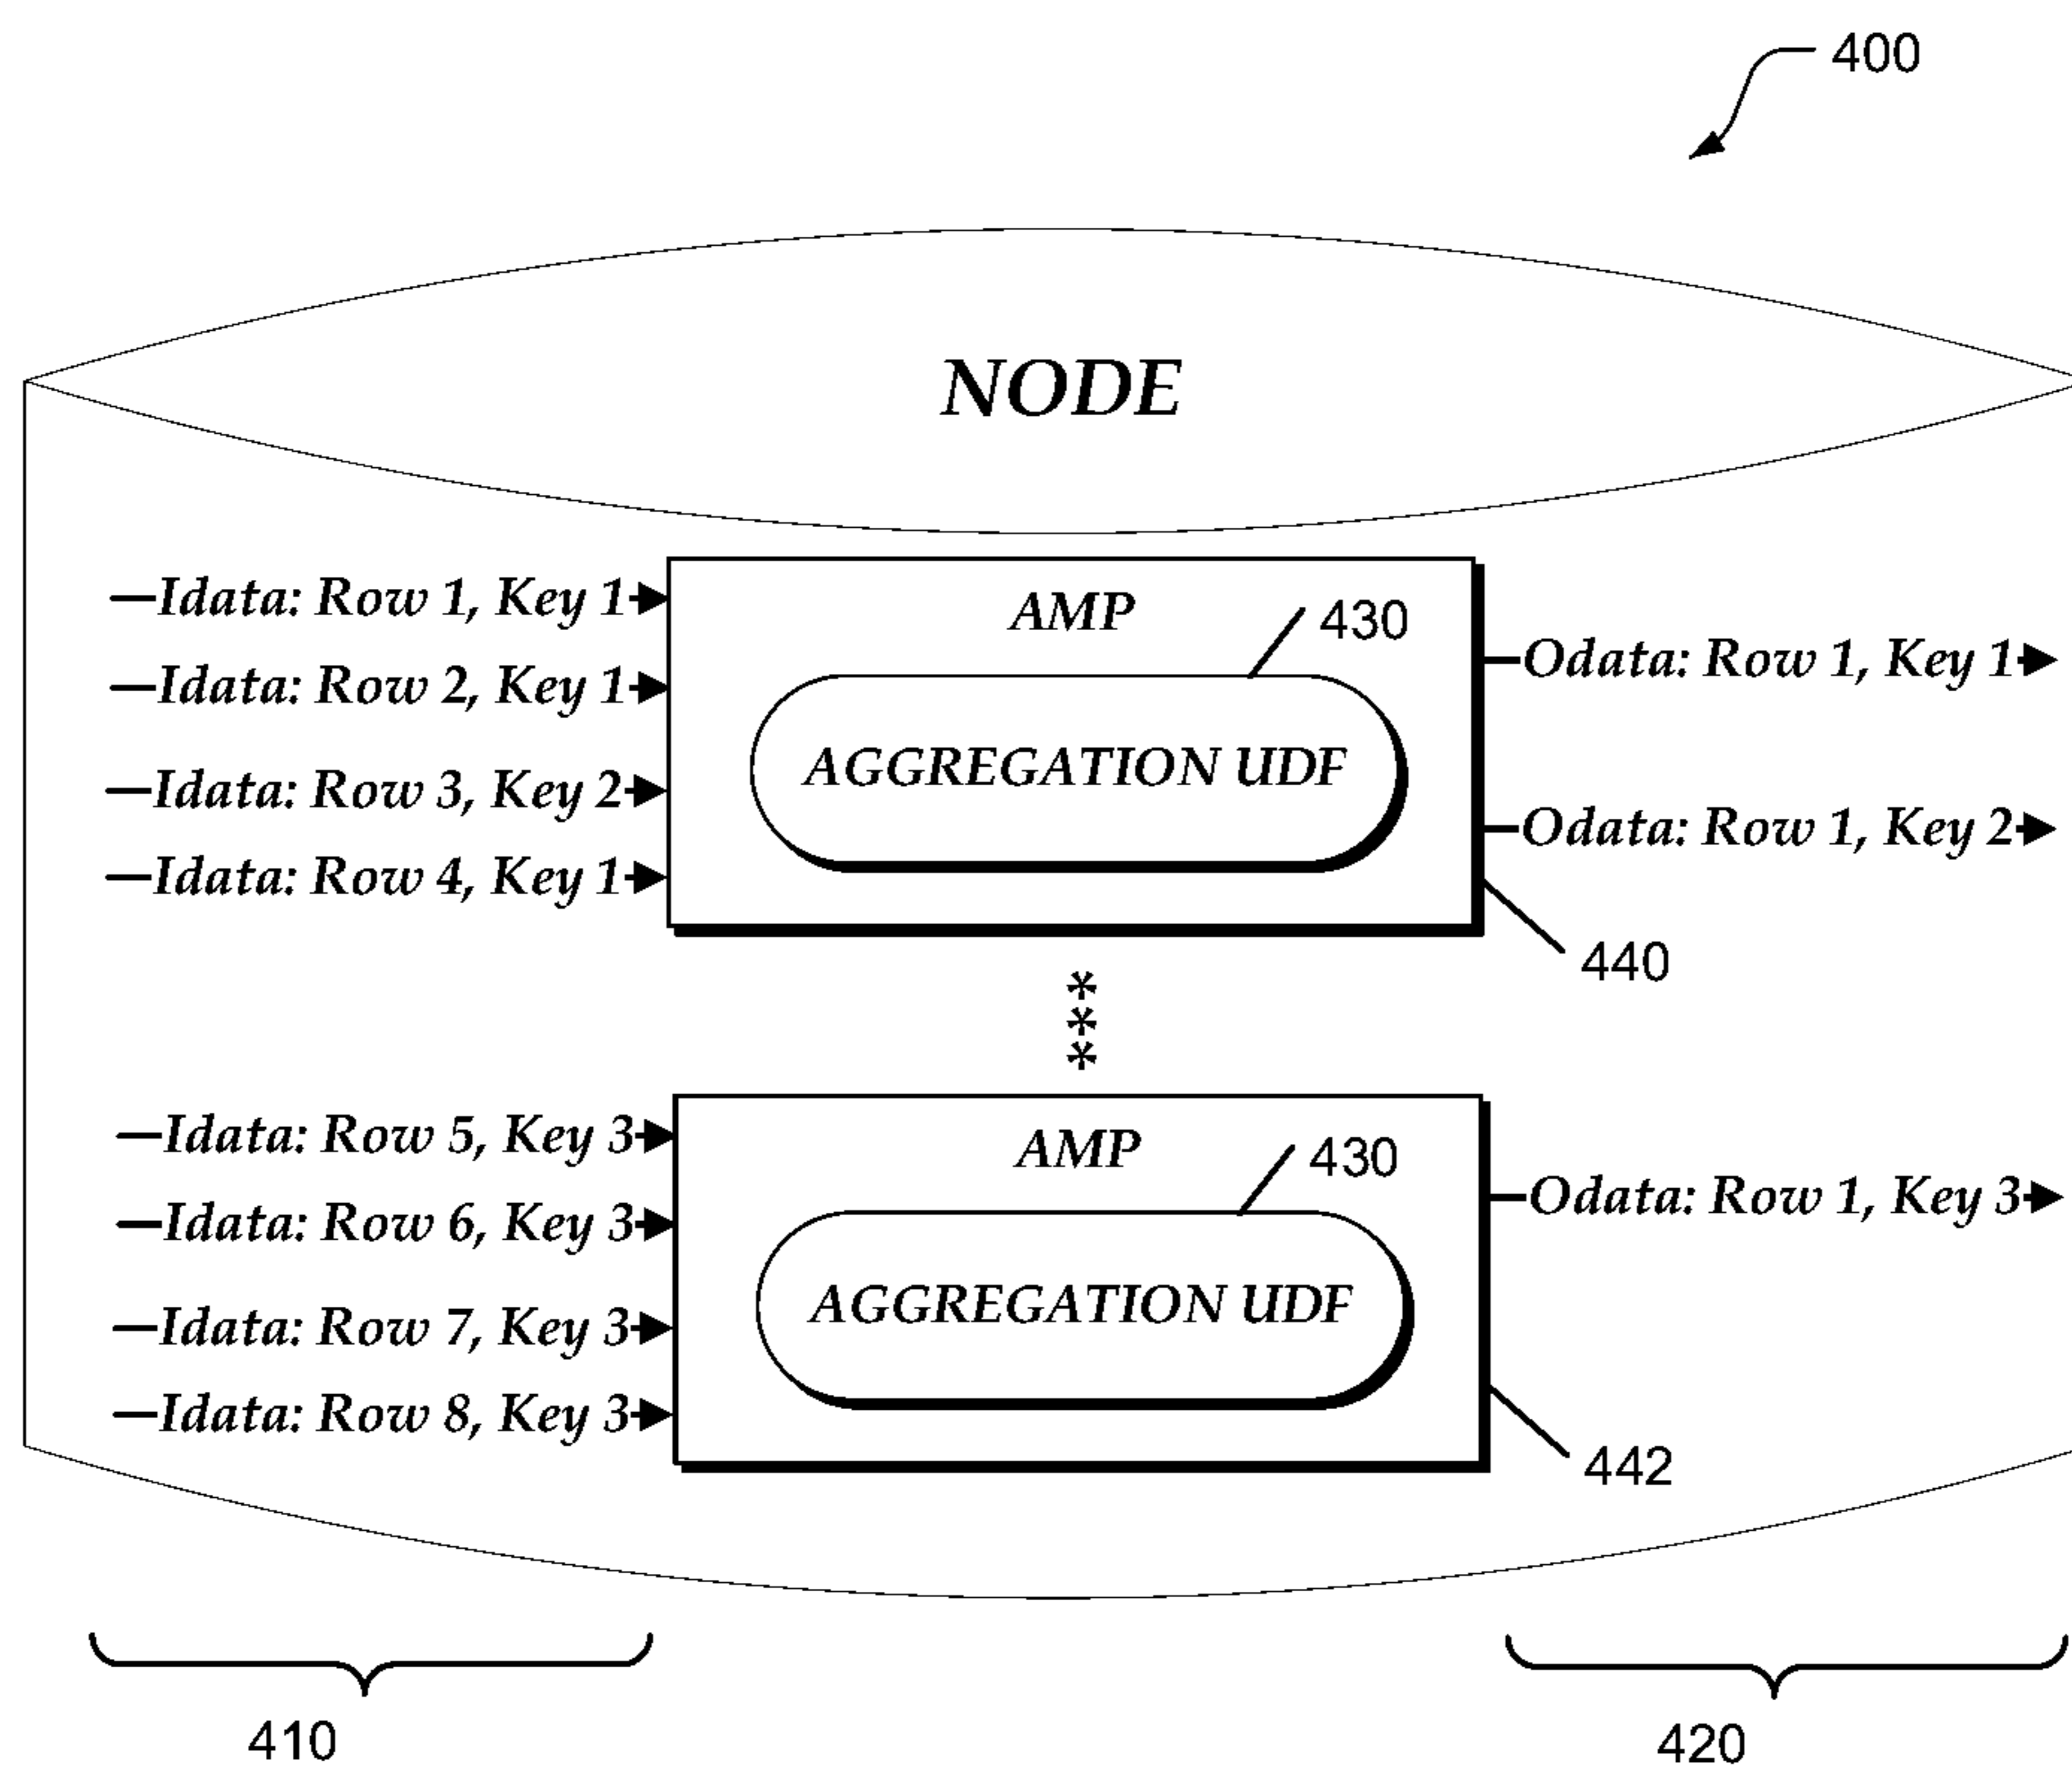 400
NODE
Idata: Row 1, Key 1
AMP
430
Idata: Row 2, Key 1
Odata: Row 1, Key 1
AGGREGATION UDF
Idata: Row 3, Key 2
Odata: Row 1, Key 2
Idata: Row 4, Key 1
440
***
Idata: Row 5, Key 3
AMP
430
Idata: Row 6, Key 3
Odata: Row 1, Key 3
AGGREGATION UDF
Idata: Row 7, Key 3
Idata: Row 8, Key 3
442
410
420